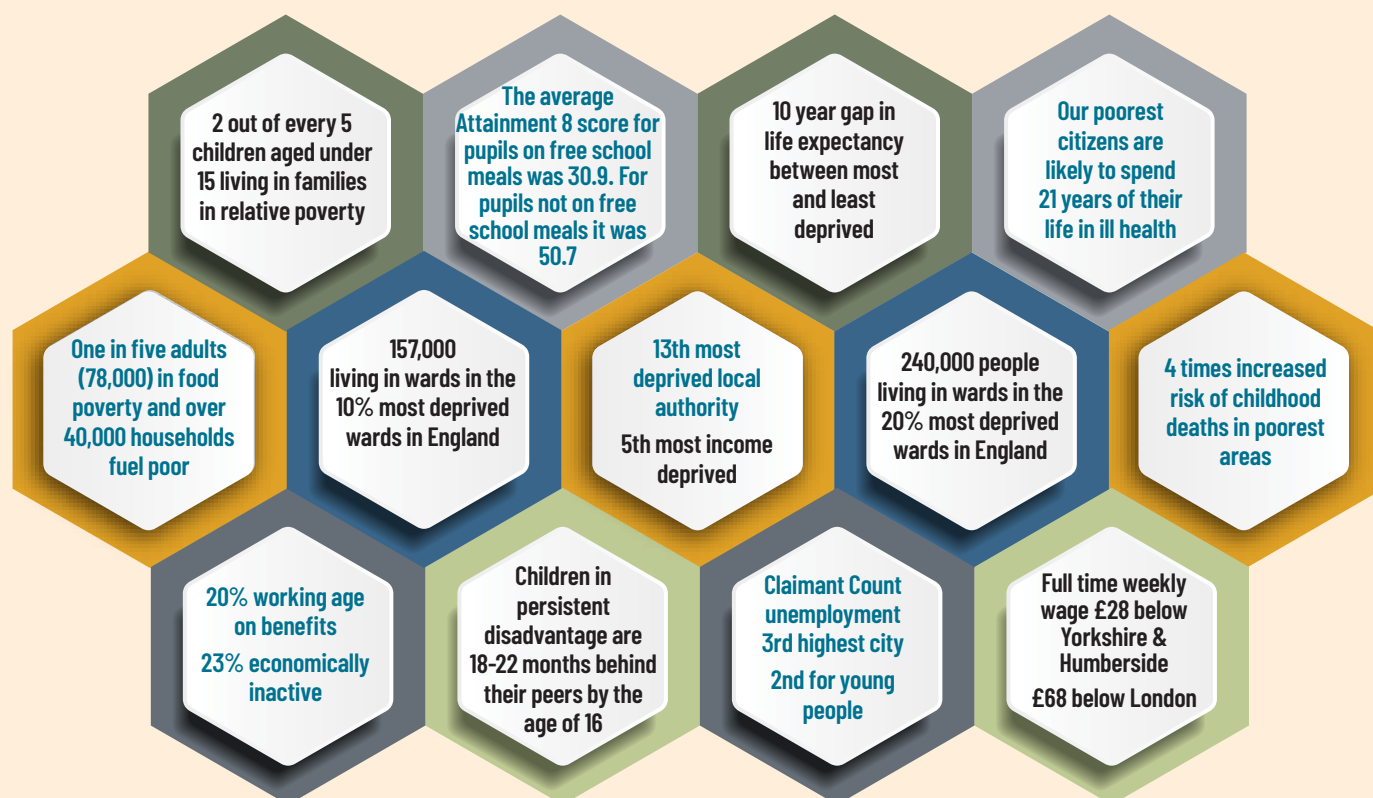 2 out of every 5
children aged under
15 living in families
in relative poverty
The average
Attainment 8 score for
pupils on free school
meals was 30.9. For
pupils not on free
school meals it was
50.7
10 year gap in
life expectancy
between most
and least
deprived
Our poorest
citizens are
likely to spend
21 years of their
life in ill health
One in five adults
(78,000) in food
poverty and over
40,000 households
fuel poor
157,000
living in wards in the
10% most deprived
wards in England
13th most
deprived local
authority
5th most income
deprived
240,000 people
living in wards in the
20% most deprived
wards in England
4 times increased
risk of childhood
deaths in poorest
areas
20% working age
on benefits
23% economically
inactive
Children in
persistent
disadvantage are
18-22 months behind
their peers by the
age of 16
Claimant Count
unemployment
3rd highest city
2nd for young
people
Full time weekly
wage £28 below
Yorkshire &
Humberside
£68 below London